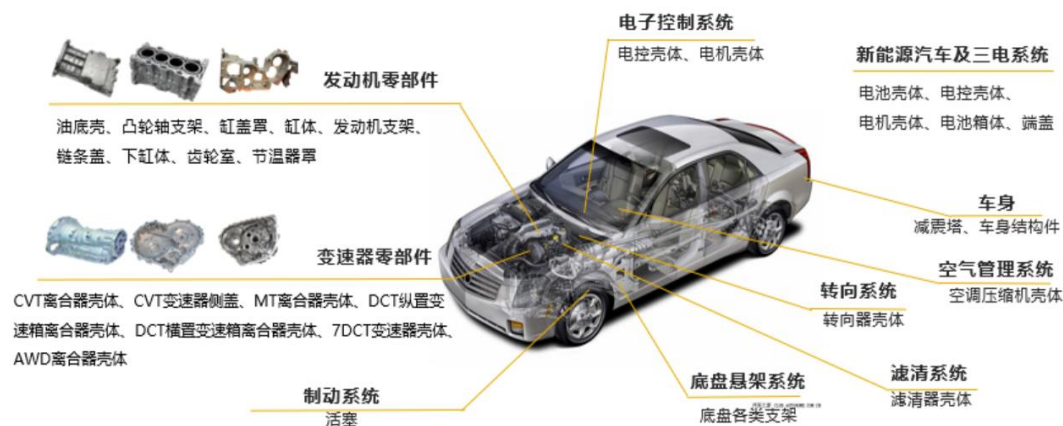 电子控制系统
电控壳体、电机壳体
新能源汽车及三电系统
电池壳体、电控壳体、
电机壳体、电池箱体、端盖
发动机零部件
油底壳、凸轮轴支架、缸盖罩、缸体、发动机支架、
链条盖、下缸体、齿轮室、节温器罩
车身
减震塔、车身结构件
变速器零部件
CVT离合器壳体、CVT变速器侧盖、MT离合器壳体、DCT纵置变
速箱离合器壳体、DCT横置变速箱离合器壳体、7DCT变速器壳体、
AWD离合器壳体
空气管理系统
空调压缩机壳体
转向系统
转向器壳体
滤清系统
滤清器壳体
底盘悬架系统
底盘各类支架
制动系统
活塞